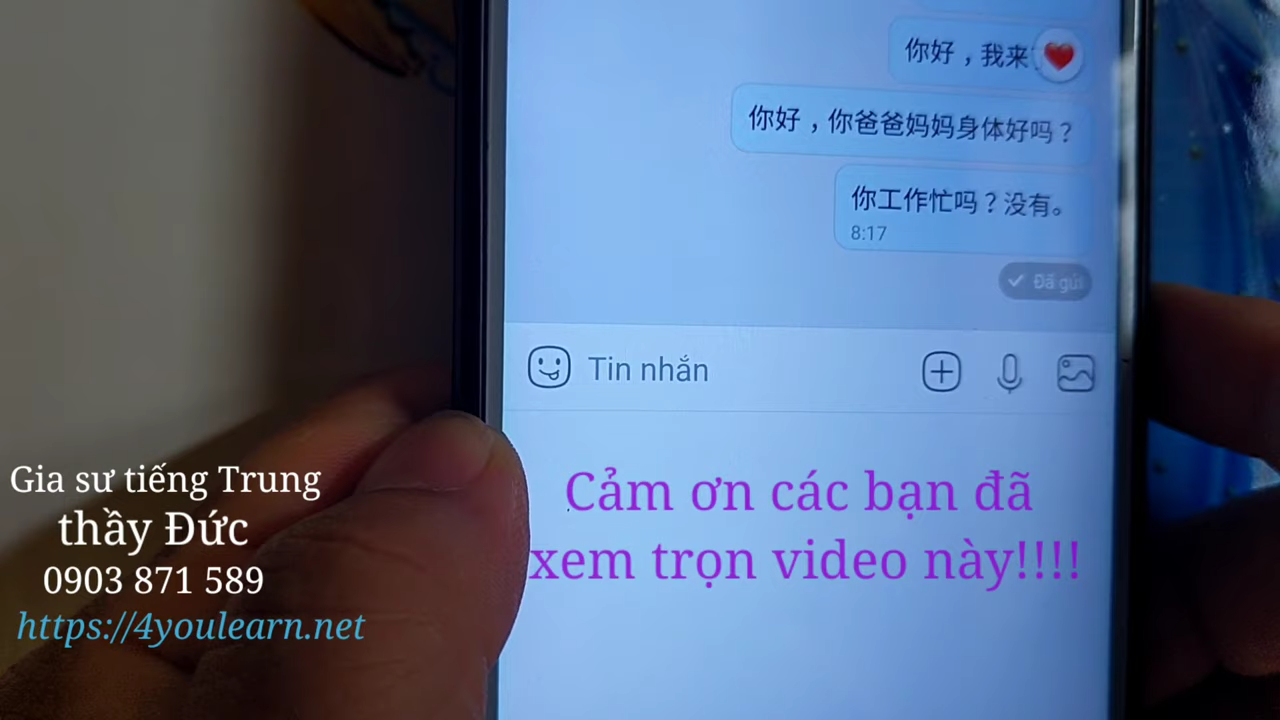 你好，我来
你好，你爸爸妈妈身体好吗？
你工作忙吗？没有。
8:17
Đã gửi
Tin nhắn
Cảm ơn các bạn đã
xem trọn video này!!!!
Gia sư tiếng Trung
thầy Đức
0903 871 589
https://4youlearn.net